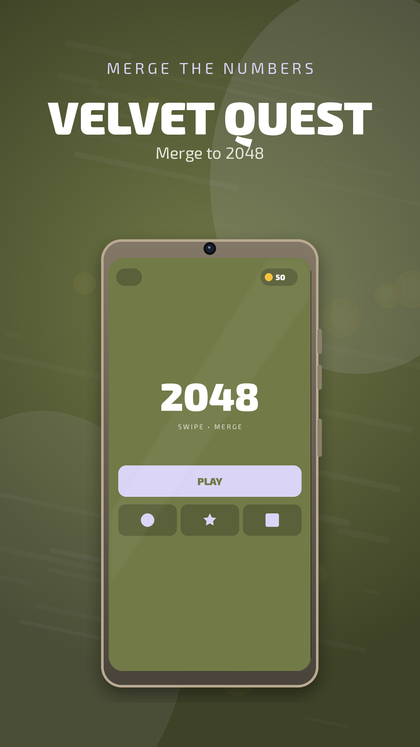 MERGE THE NUMBERS
VELVET QUEST
Merge to 2048
50
2048
SWIPE • MERGE
PLAY